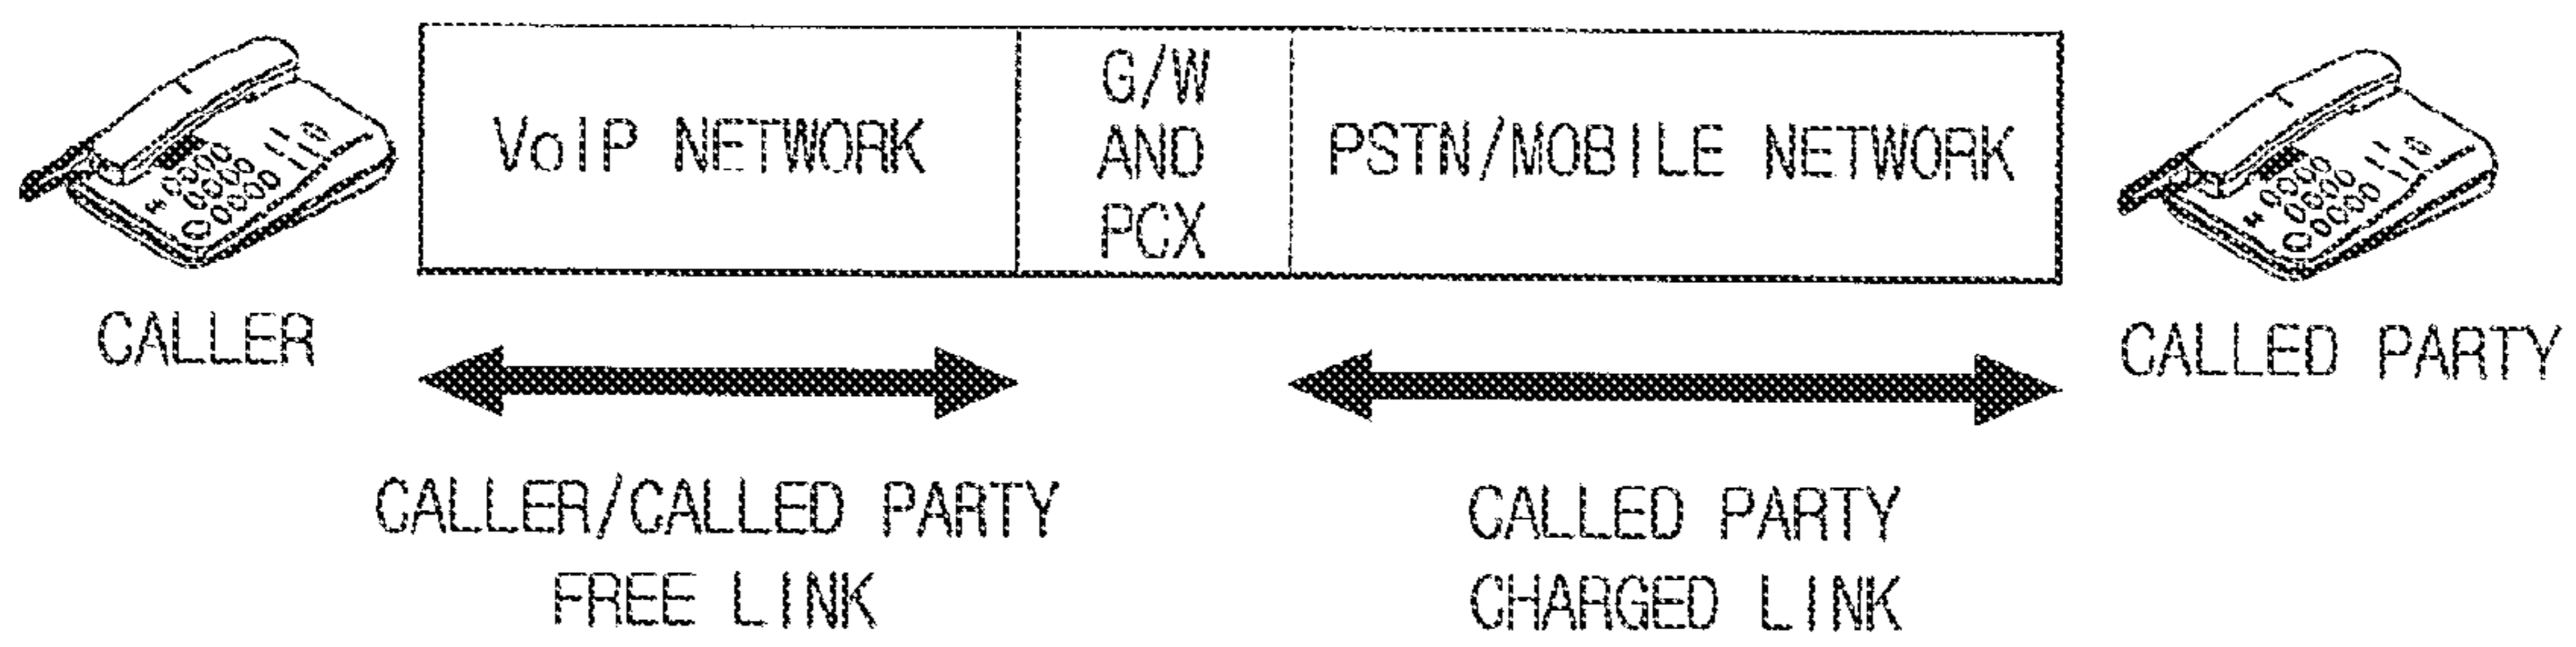 VoIP NETWORK
G/W
AND
PCX
PSTN/MOBILE NETWORK
CALLER
CALLED PARTY
CALLER/CALLED PARTY
FREE LINK
CALLED PARTY
CHARGED LINK